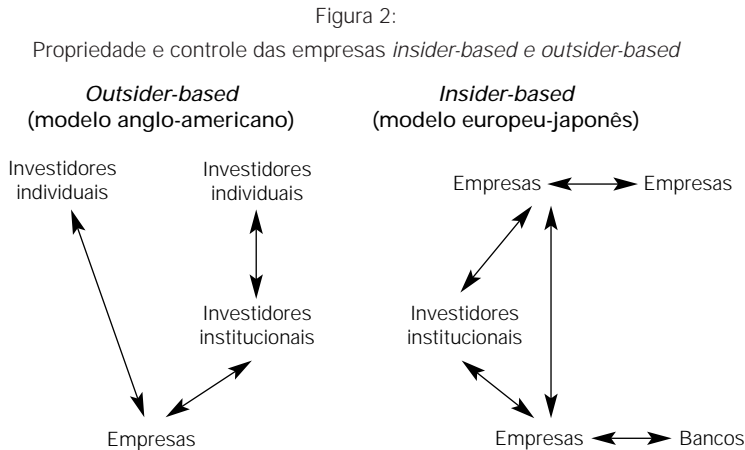 Figura 2:
Propriedade e controle das empresas insider-based e outsider-based
Outsider-based
(modelo anglo-americano)
Investidores
individuais
Investidores
individuais
Investidores
institucionais
Empresas
Insider-based
(modelo europeu-japonês)
Empresas
Empresas
Investidores
institucionais
Empresas
Bancos